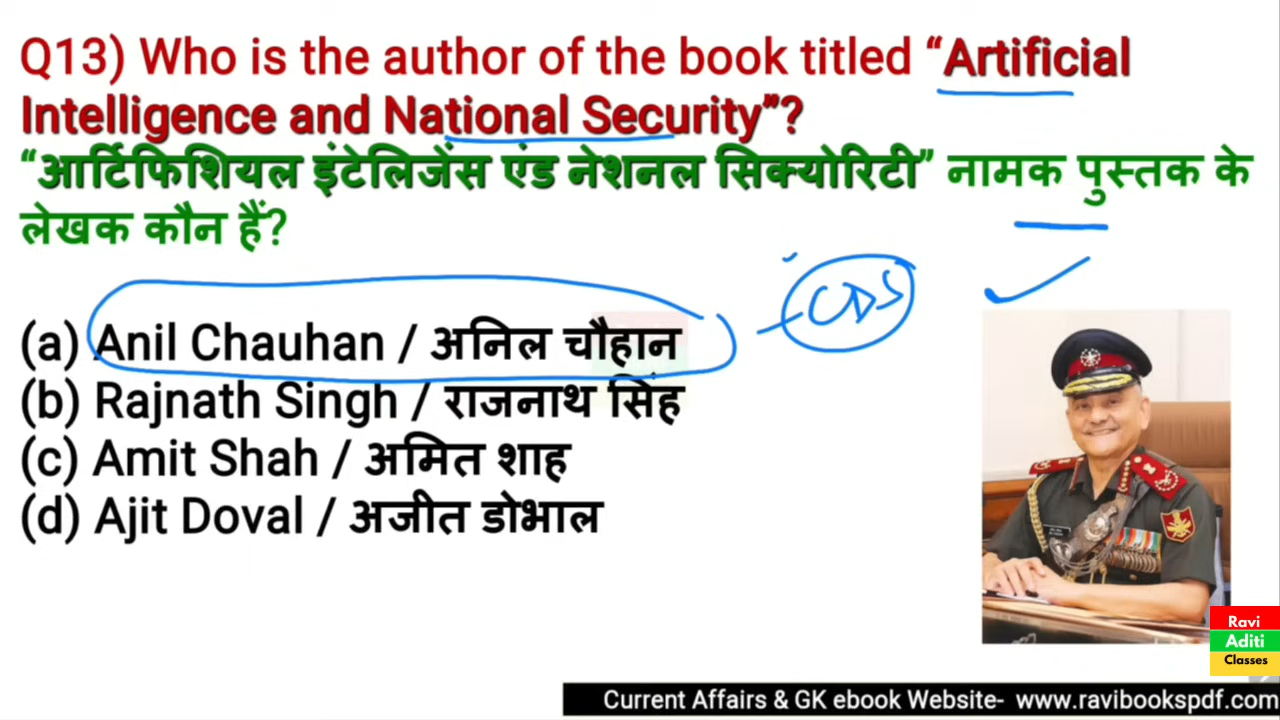 Q13) Who is the author of the book titled “Artificial
Intelligence and National Security”?
“आर्टिफिशियल इंटेलिजेंस एंड नेशनल सिक्योरिटी” नामक पुस्तक के
लेखक कौन हैं?
CDS
(a) Anil Chauhan / अनिल चौहान
(b) Rajnath Singh / राजनाथ सिंह
(c) Amit Shah / अमित शाह
(d) Ajit Doval / अजीत डोभाल
Ravi
Aditi
Classes
Current Affairs & GK ebook Website- www.ravibookspdf.com